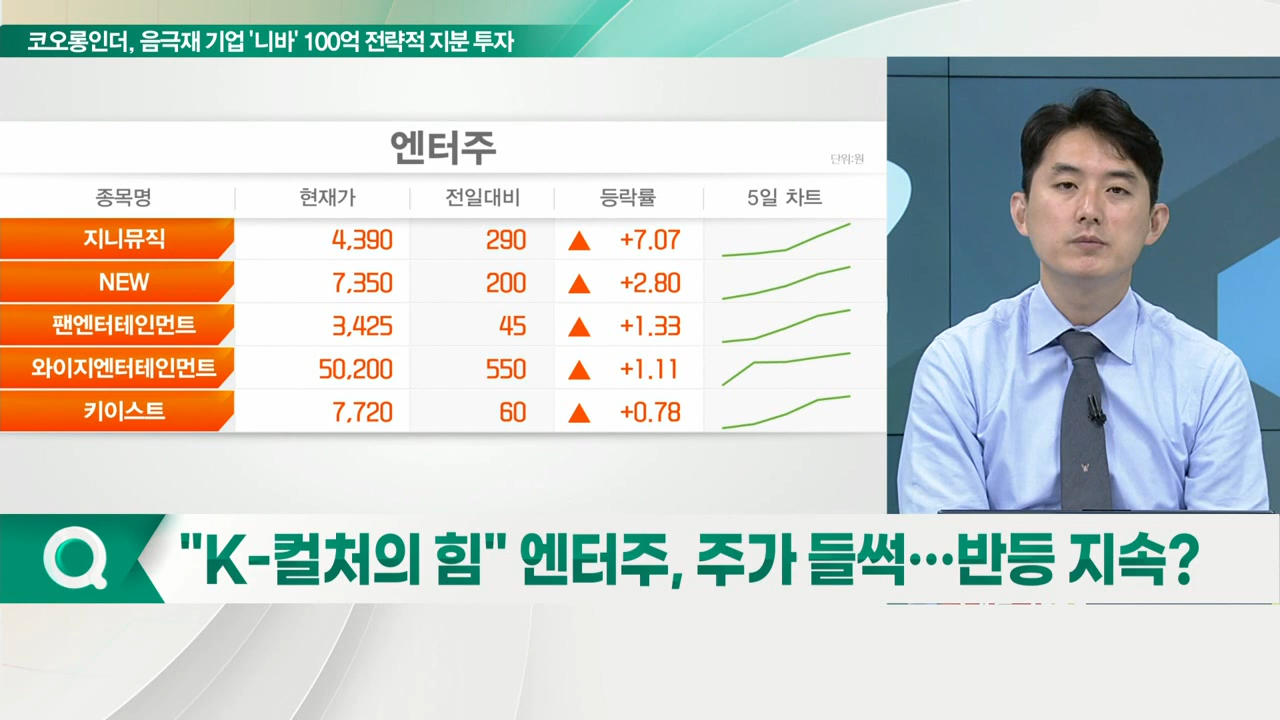 코오롱인더, 음극재 기업 '니바' 100억 전략적 지분 투자
엔터주
단위:원
종목명 현재가 전일대비 등락률 5일 차트
지니뮤직 4,390 290 ▲ +7.07
NEW 7,350 200 ▲ +2.80
팬엔터테인먼트 3,425 45 ▲ +1.33
와이지엔터테인먼트 50,200 550 ▲ +1.11
키이스트 7,720 60 ▲ +0.78
"K-컬처의 힘" 엔터주, 주가 들썩…반등 지속?